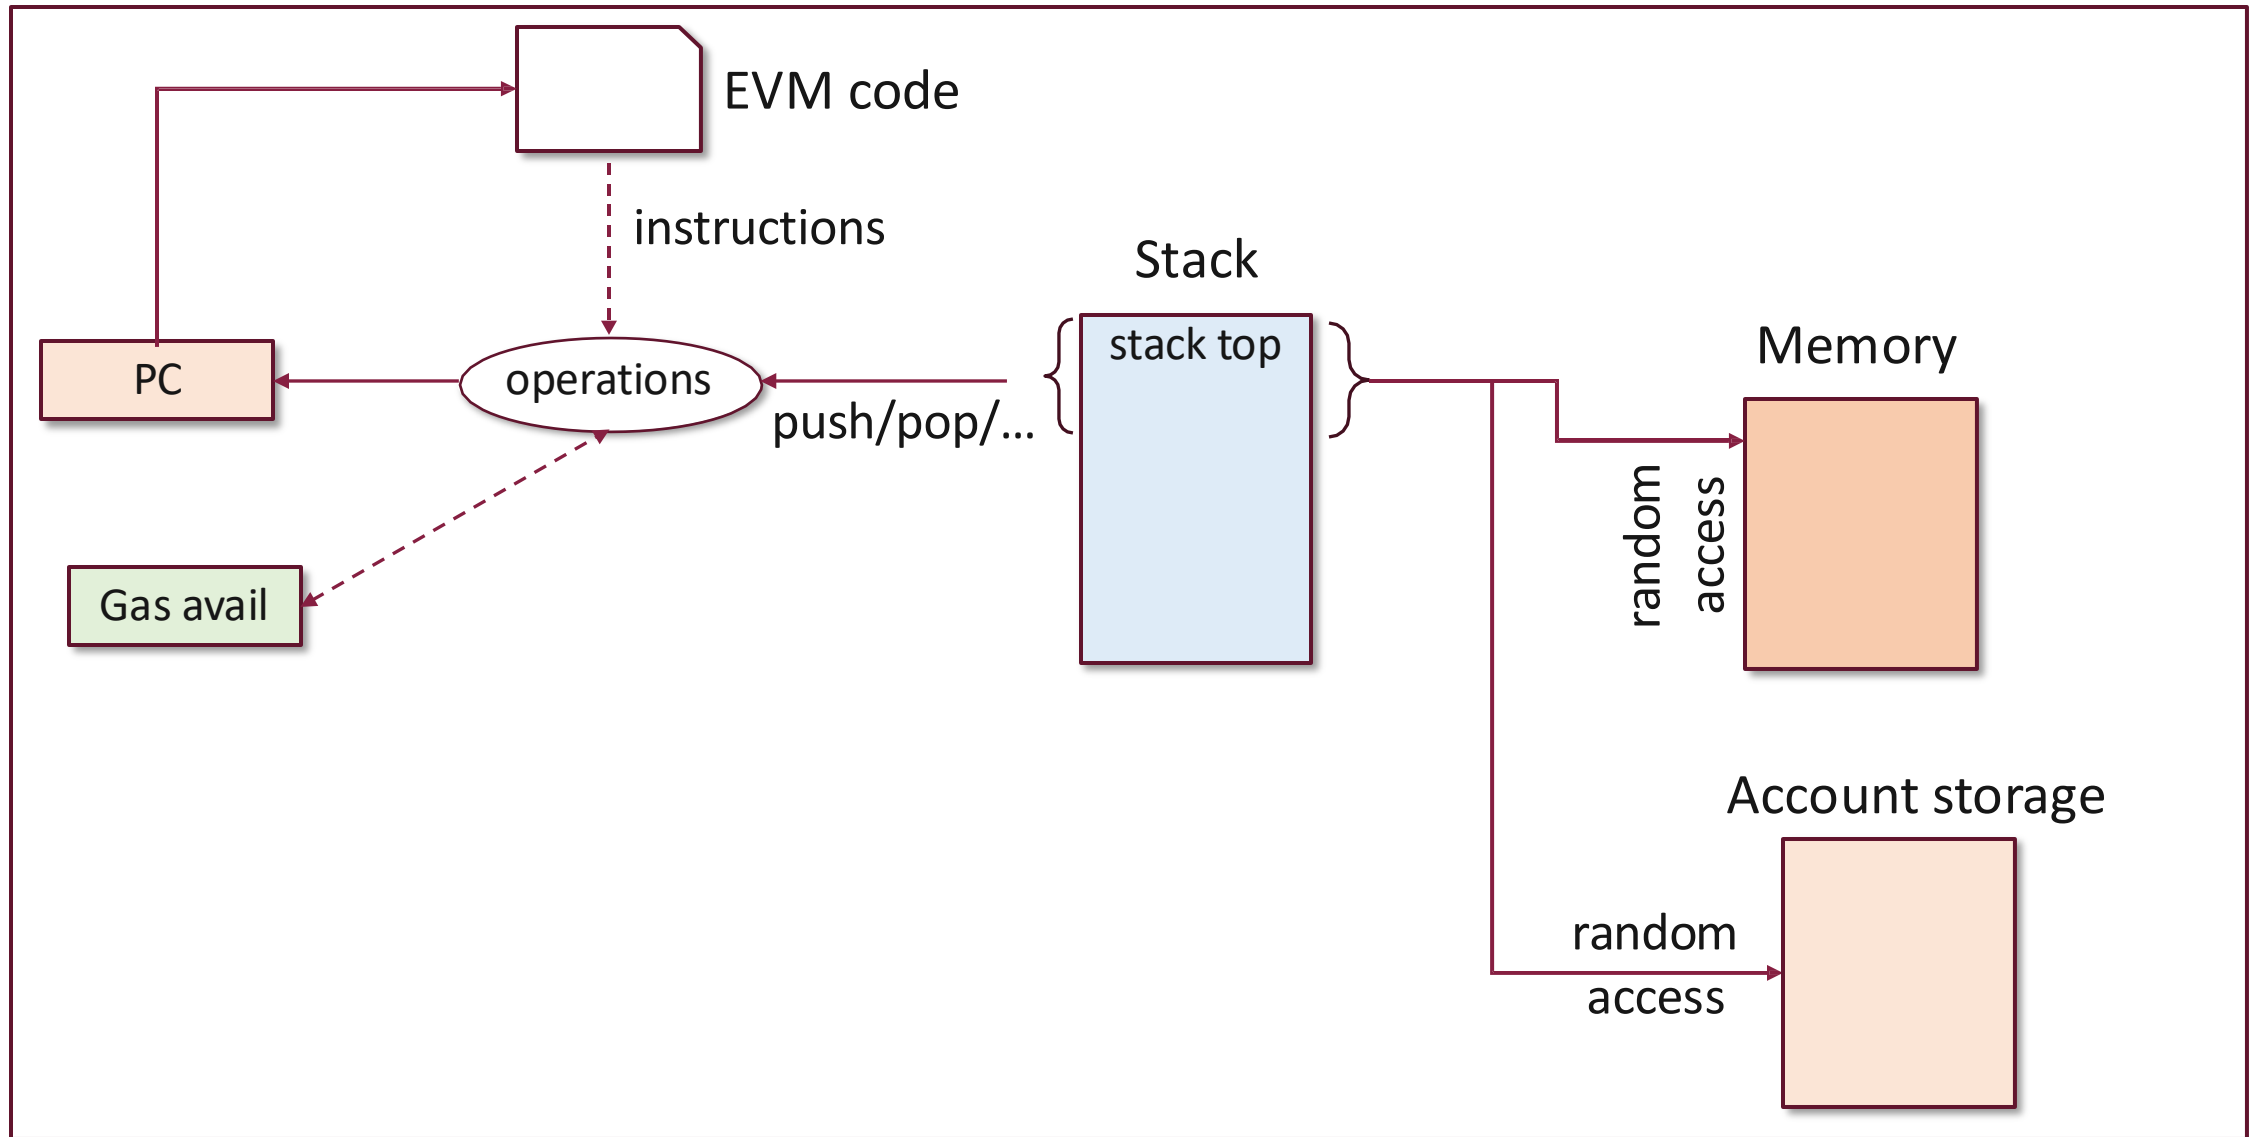 EVM code
instructions
Stack
stack top
PC
operations
push/pop/...
Memory
random
access
Gas avail
Account storage
random
access